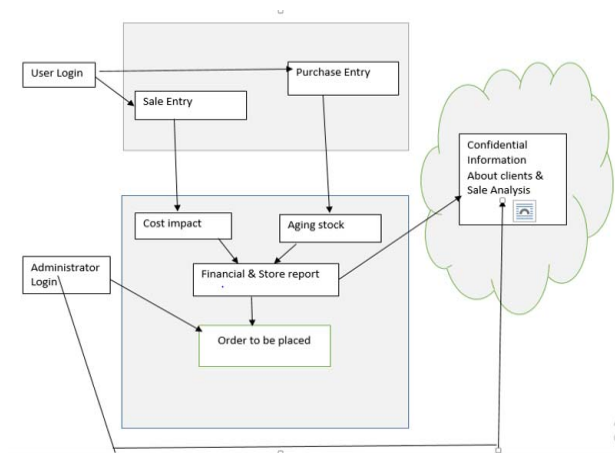 User Login
Purchase Entry
Sale Entry
Confidential
Information
About clients &
Sale Analysis
Cost impact
Aging stock
Administrator
Login
Financial & Store report
Order to be placed